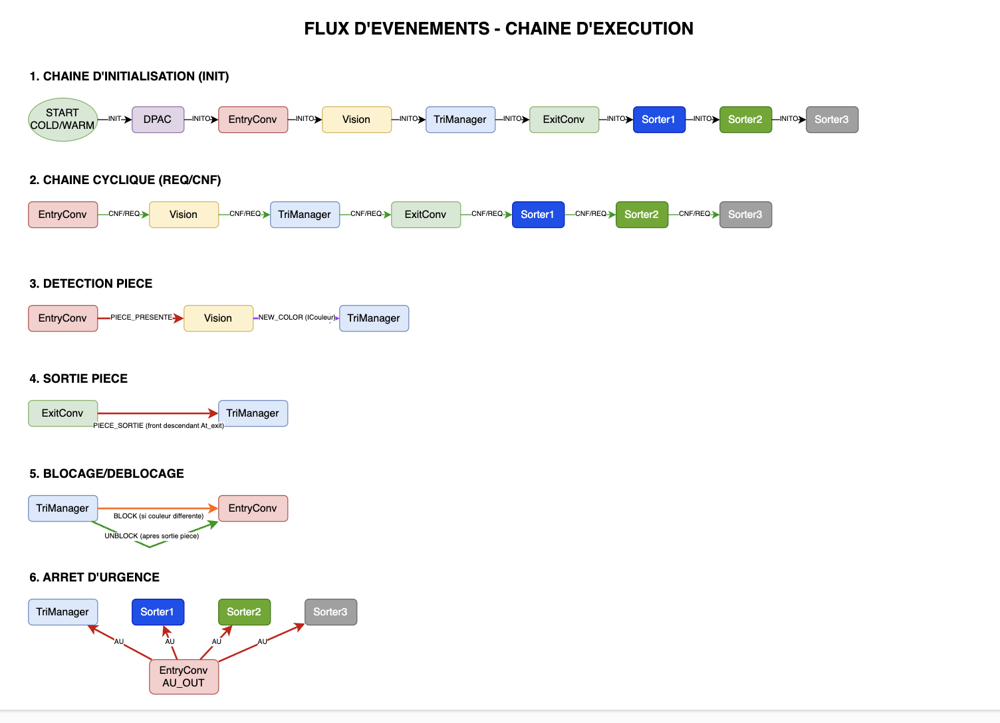 FLUX D'EVENEMENTS - CHAINE D'EXECUTION
1. CHAINE D'INITIALISATION (INIT)
START
COLD/WARM
INIT
DPAC
INITO
EntryConv
INITO
Vision
INITO
TriManager
INITO
ExitConv
INITO
Sorter1
INITO
Sorter2
INITO
Sorter3
2. CHAINE CYCLIQUE (REQ/CNF)
EntryConv
CNF/REQ
Vision
CNF/REQ
TriManager
CNF/REQ
ExitConv
CNF/REQ
Sorter1
CNF/REQ
Sorter2
CNF/REQ
Sorter3
3. DETECTION PIECE
EntryConv
PIECE_PRESENTE
Vision
NEW_COLOR (ICouleur)
TriManager
4. SORTIE PIECE
ExitConv
TriManager
PIECE_SORTIE (front descendant At_exit)
5. BLOCAGE/DEBLOCAGE
TriManager
EntryConv
BLOCK (si couleur differente)
UNBLOCK (apres sortie piece)
6. ARRET D'URGENCE
TriManager
Sorter1
Sorter2
Sorter3
AU
AU
AU
AU
EntryConv
AU_OUT